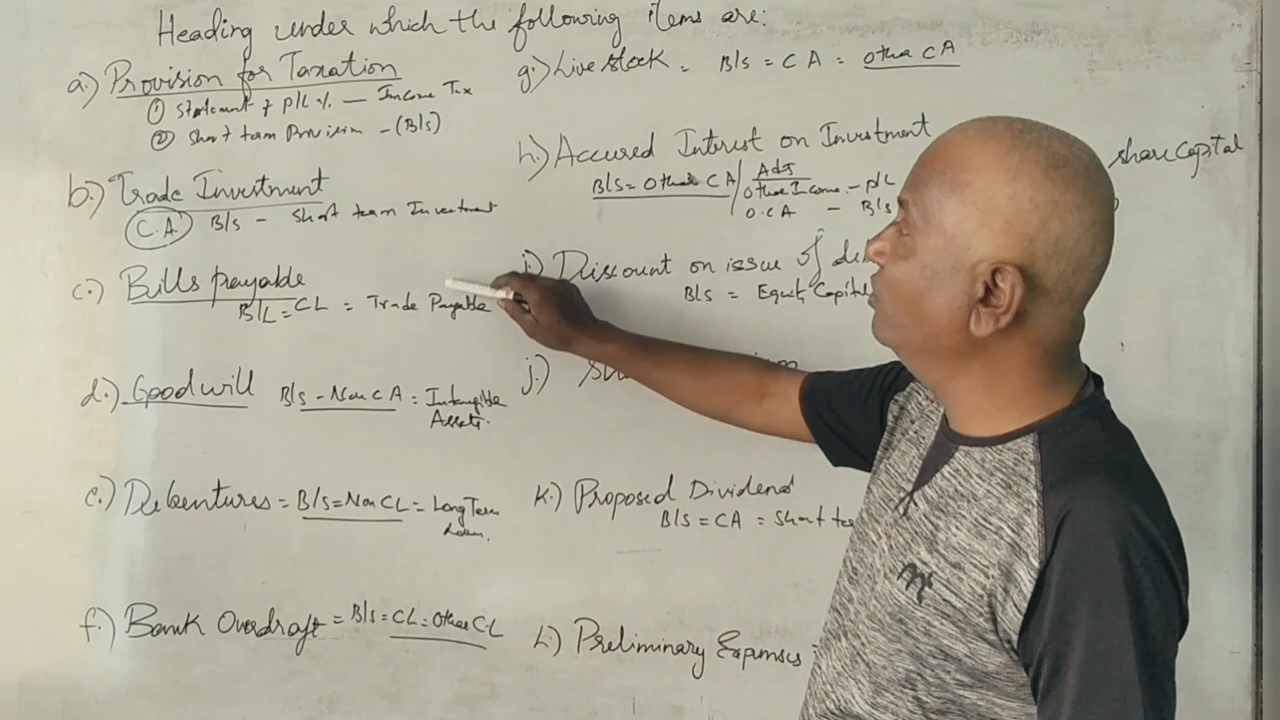 Heading under which the following items are:
a.) Provision for Taxation
① Statement of P/L % — Income Tax
② Short term Provision - (B/S)
b.) Trade Investment
C.A. B/S - Short term Investment
c.) Bills payable
B/L = CL = Trade Payable
d.) Goodwill B/S - Non CA = Intangible
Assets.
e.) Debentures = B/S = Non CL = Long Term
Loan.
f.) Bank Overdraft = B/S = CL = Other CL
g.) Live stock = B/S = CA = Other CA
h.) Accured Interest on Investment
B/S = Other CA / Adj
Other Income - P/L
O.CA - B/S
i) Discount on issue of
B/S = Equity Capital
share Capital
j.)
K.) Proposed Dividend
B/S = CA = Short
L.) Preliminary Expenses